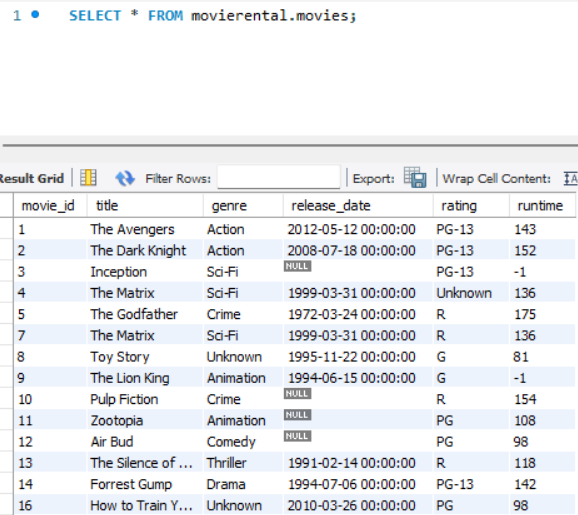 1 SELECT * FROM movierental.movies;
Result Grid Filter Rows: Export: Wrap Cell Content:
movie_id title genre release_date rating runtime
1 The Avengers Action 2012-05-12 00:00:00 PG-13 143
2 The Dark Knight Action 2008-07-18 00:00:00 PG-13 152
3 Inception Sci-Fi NULL PG-13 -1
4 The Matrix Sci-Fi 1999-03-31 00:00:00 Unknown 136
5 The Godfather Crime 1972-03-24 00:00:00 R 175
7 The Matrix Sci-Fi 1999-03-31 00:00:00 R 136
8 Toy Story Unknown 1995-11-22 00:00:00 G 81
9 The Lion King Animation 1994-06-15 00:00:00 G -1
10 Pulp Fiction Crime NULL R 154
11 Zootopia Animation NULL PG 108
12 Air Bud Comedy NULL PG 98
13 The Silence of ... Thriller 1991-02-14 00:00:00 R 118
14 Forrest Gump Drama 1994-07-06 00:00:00 PG-13 142
16 How to Train Y... Unknown 2010-03-26 00:00:00 PG 98